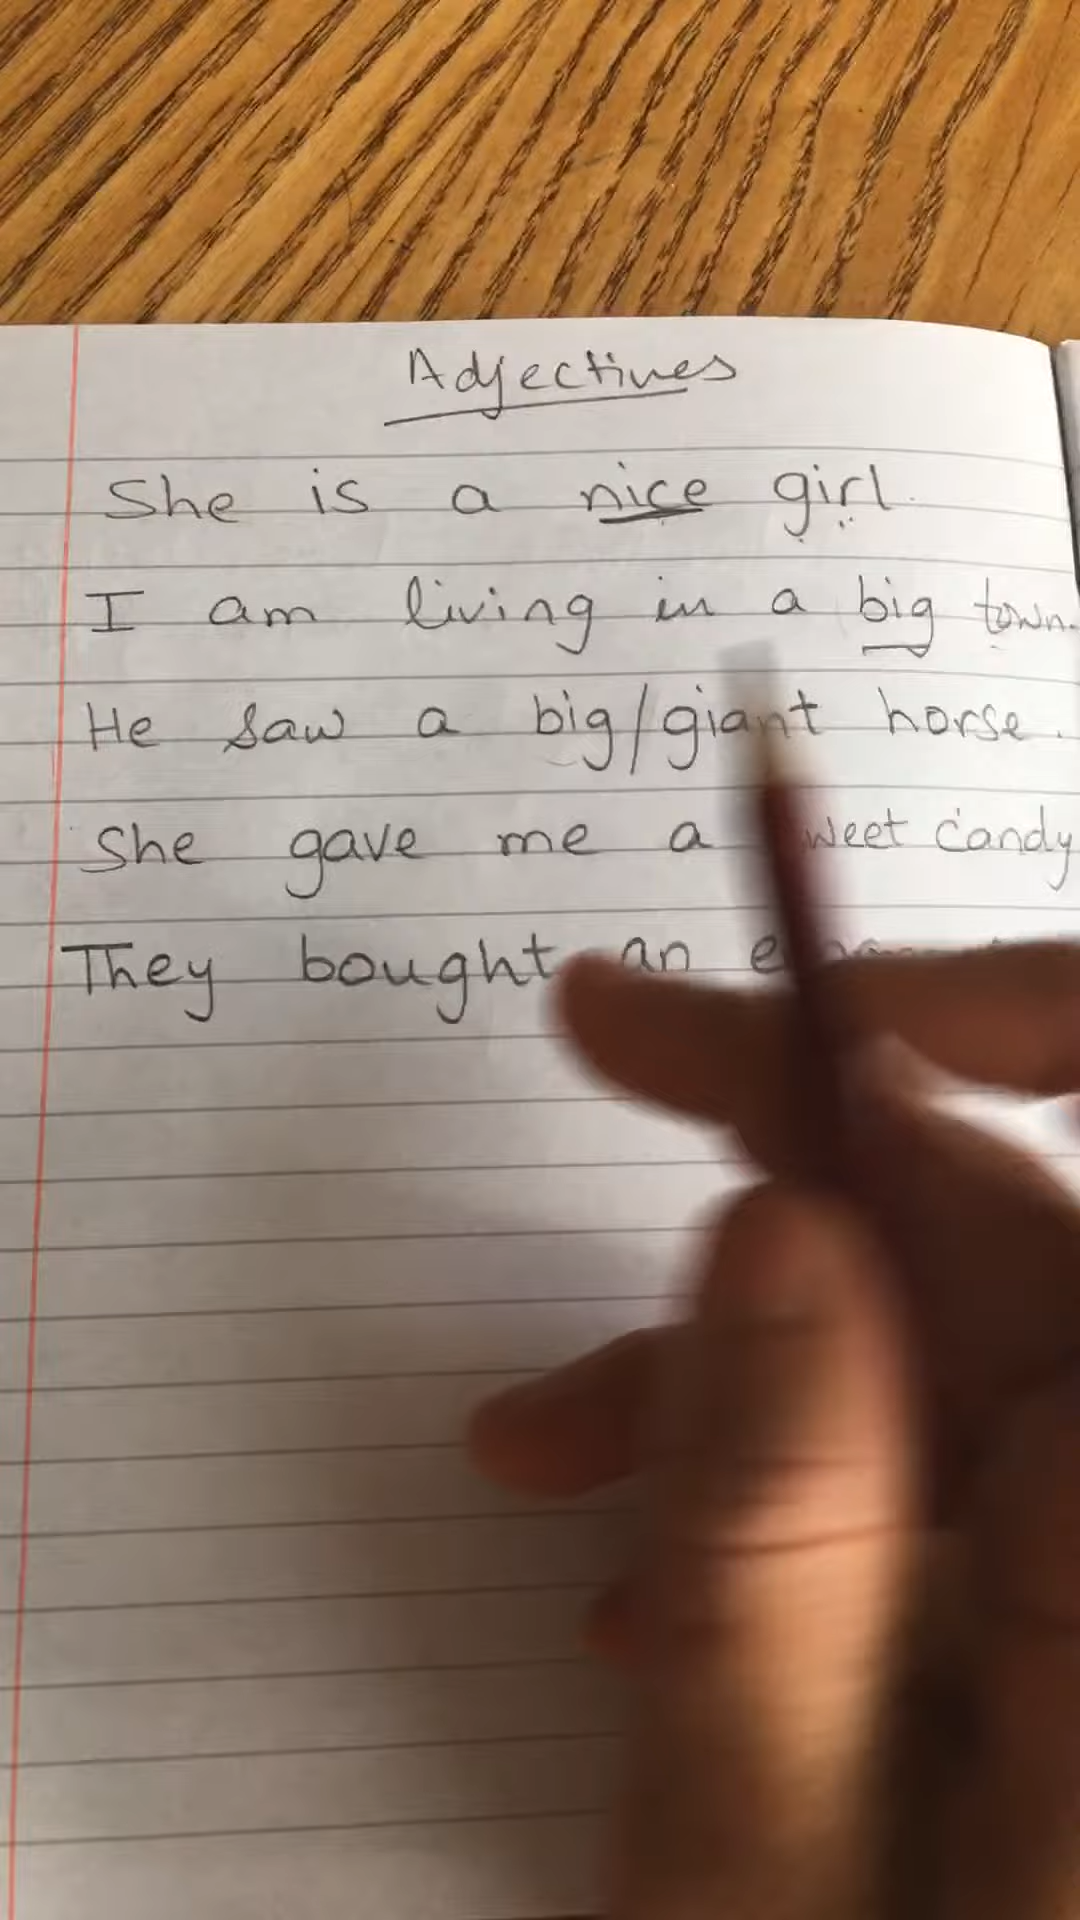 Adjectives
She is a nice girl.
I am living in a big town.
He saw a big/giant horse.
She gave me a weet candy
They bought an